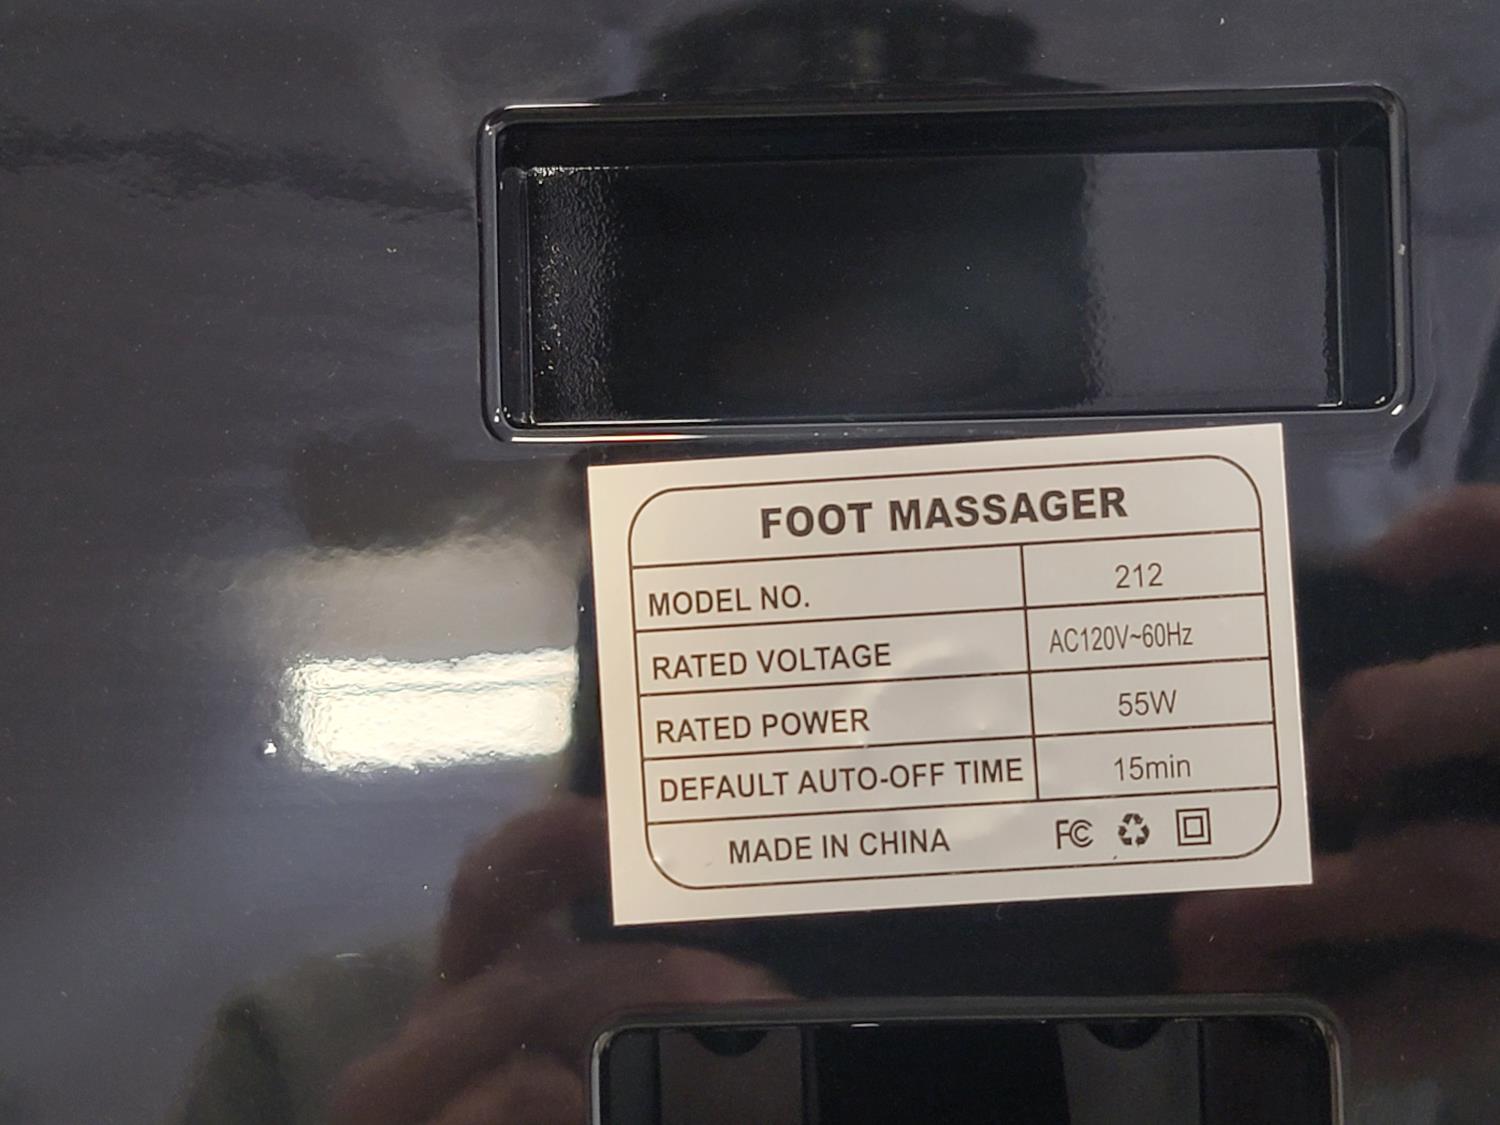 FOOT MASSAGER
MODEL NO. 212
RATED VOLTAGE AC120V~60Hz
RATED POWER 55W
DEFAULT AUTO-OFF TIME 15min
MADE IN CHINA FC